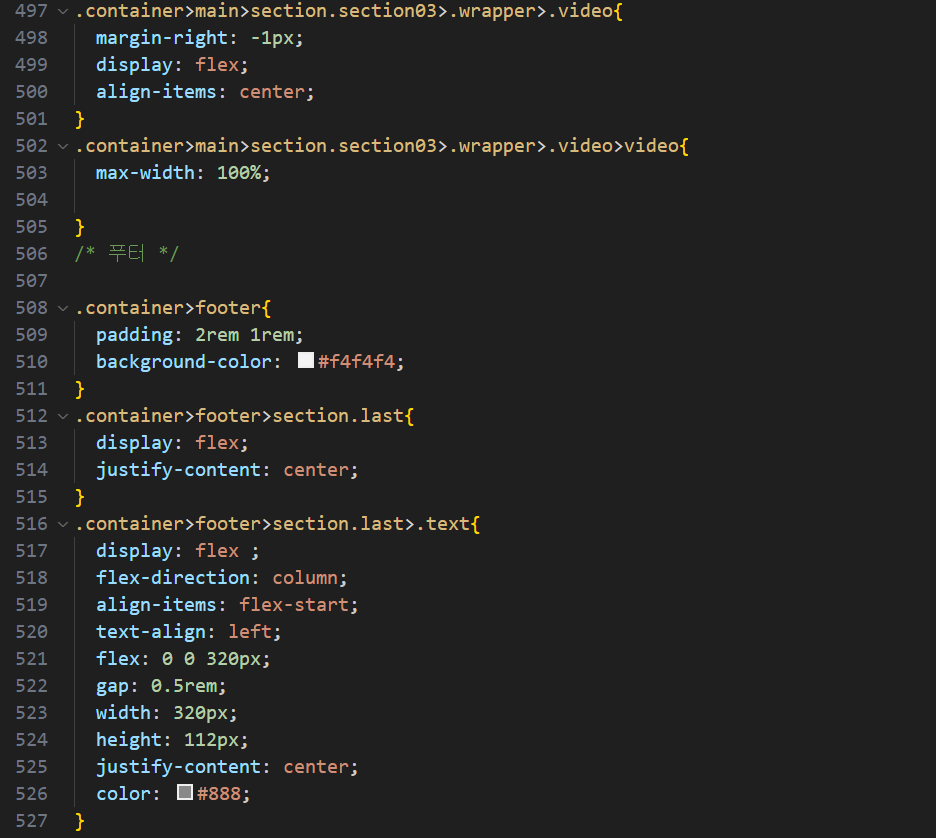 497 .container>main>section.section03>.wrapper>.video{
498 margin-right: -1px;
499 display: flex;
500 align-items: center;
501 }
502 .container>main>section.section03>.wrapper>.video>video{
503 max-width: 100%;
504
505 }
506 /* 푸터 */
507
508 .container>footer{
509 padding: 2rem 1rem;
510 background-color: #f4f4f4;
511 }
512 .container>footer>section.last{
513 display: flex;
514 justify-content: center;
515 }
516 .container>footer>section.last>.text{
517 display: flex ;
518 flex-direction: column;
519 align-items: flex-start;
520 text-align: left;
521 flex: 0 0 320px;
522 gap: 0.5rem;
523 width: 320px;
524 height: 112px;
525 justify-content: center;
526 color: #888;
527 }